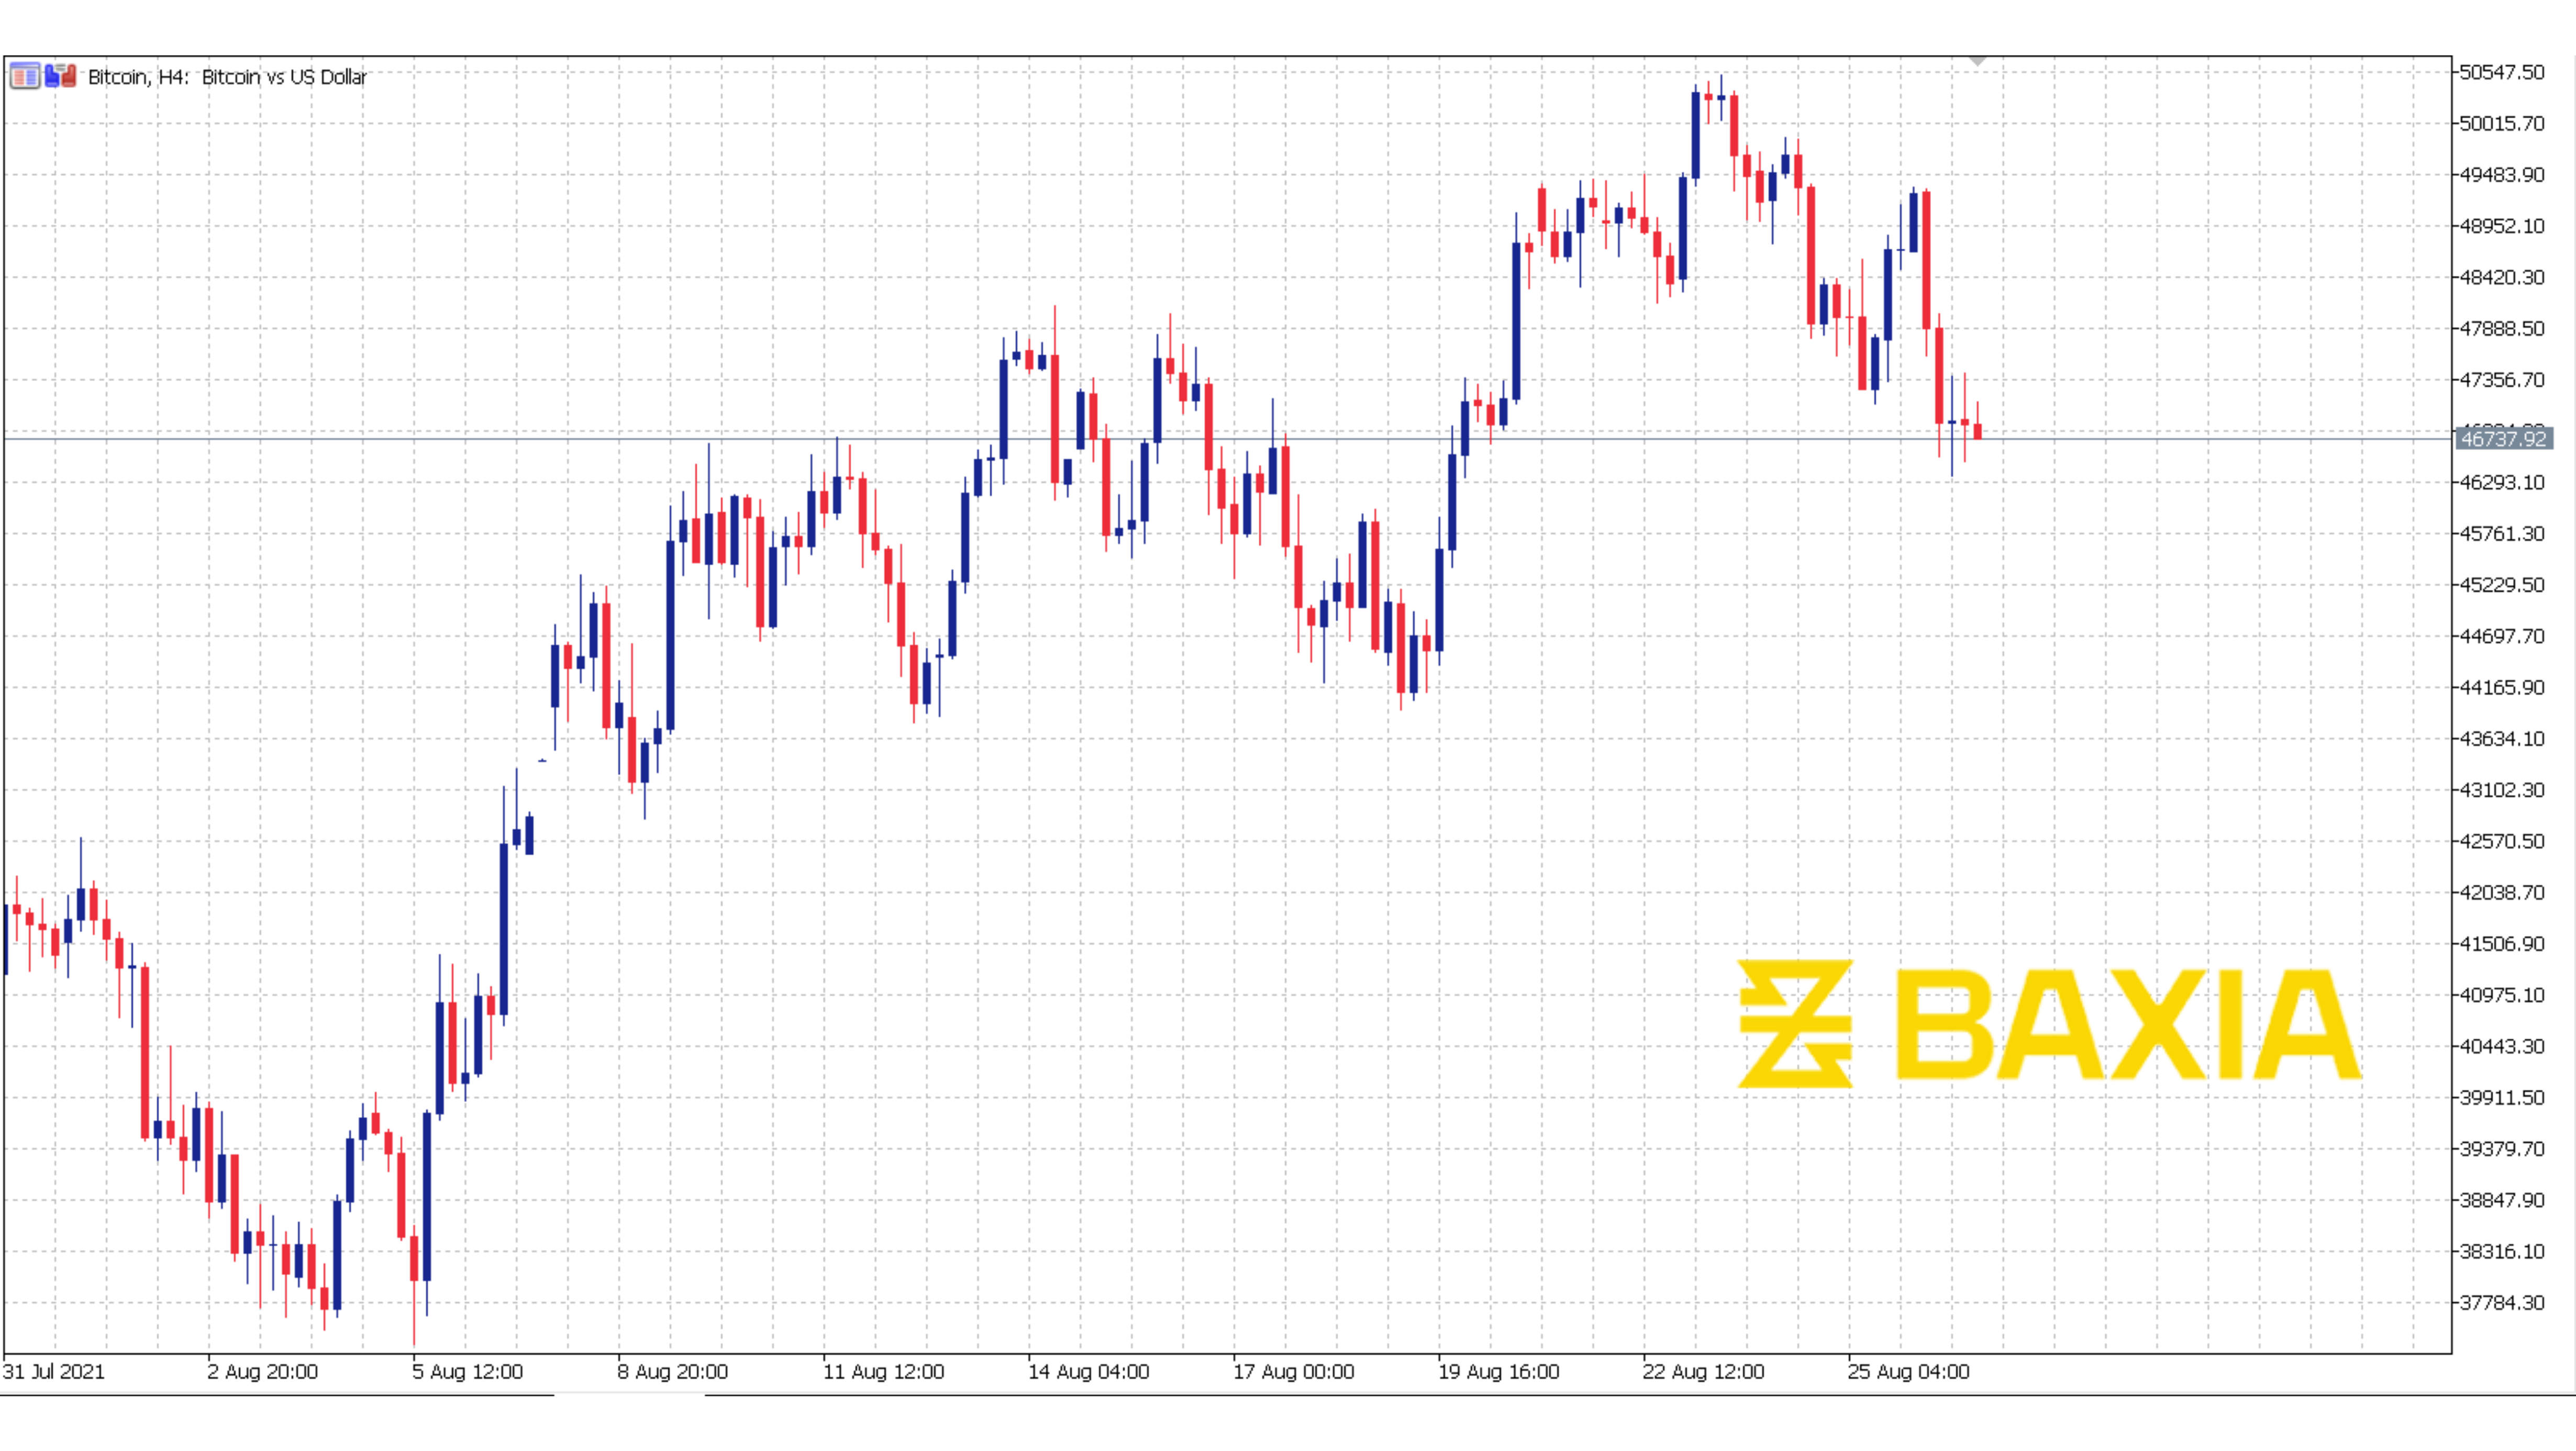 Bitcoin, H4: Bitcoin vs US Dollar
50547.50
50015.70
49483.90
48952.10
48420.30
47888.50
47356.70
46737.92
46293.10
45761.30
45229.50
44697.70
44165.90
43634.10
43102.30
42570.50
42038.70
41506.90
40975.10
40443.30
39911.50
39379.70
38847.90
38316.10
37784.30
BAXIA
31 Jul 2021
2 Aug 20:00
5 Aug 12:00
8 Aug 20:00
11 Aug 12:00
14 Aug 04:00
17 Aug 00:00
19 Aug 16:00
22 Aug 12:00
25 Aug 04:00